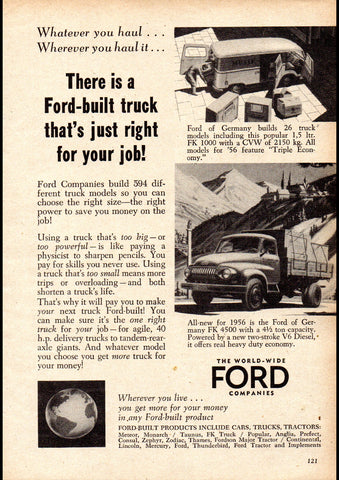 Whatever you haul . . .
Wherever you haul it . . .
There is a
Ford-built truck
that's just right
for your job!
Ford Companies build 594 dif-
ferent truck models so you can
choose the right size—the right
power to save you money on the
job!
Using a truck that's too big—or
too powerful—is like paying a
physicist to sharpen pencils. You
pay for skills you never use. Using
a truck that's too small means more
trips or overloading—and both
shorten a truck's life.
That's why it will pay you to make
your next truck Ford-built! You
can make sure it's the one right
truck for your job—for agile, 40
h.p. delivery trucks to tandem-rear-
axle giants. And whatever model
you choose you get more truck for
your money!
Ford of Germany builds 26 truck
models including this popular 1,5 ltr.
FK 1000 with a CVW of 2150 kg. All
models for '56 feature "Triple Econ-
omy."
All-new for 1956 is the Ford of Ger-
many FK 4500 with a 4½ ton capacity.
Powered by a new two-stroke V6 Diesel,
it offers real heavy duty economy.
THE WORLD-WIDE
FORD
COMPANIES
Wherever you live . . .
you get more for your money
in any Ford-built product
FORD-BUILT PRODUCTS INCLUDE CARS, TRUCKS, TRACTORS:
Meteor, Monarch / Taunus, FK Truck / Popular, Anglia, Prefect,
Consul, Zephyr, Zodiac, Thames, Fordson Major Tractor / Continental,
Lincoln, Mercury, Ford, Thunderbird, Ford Tractor and Implements
121